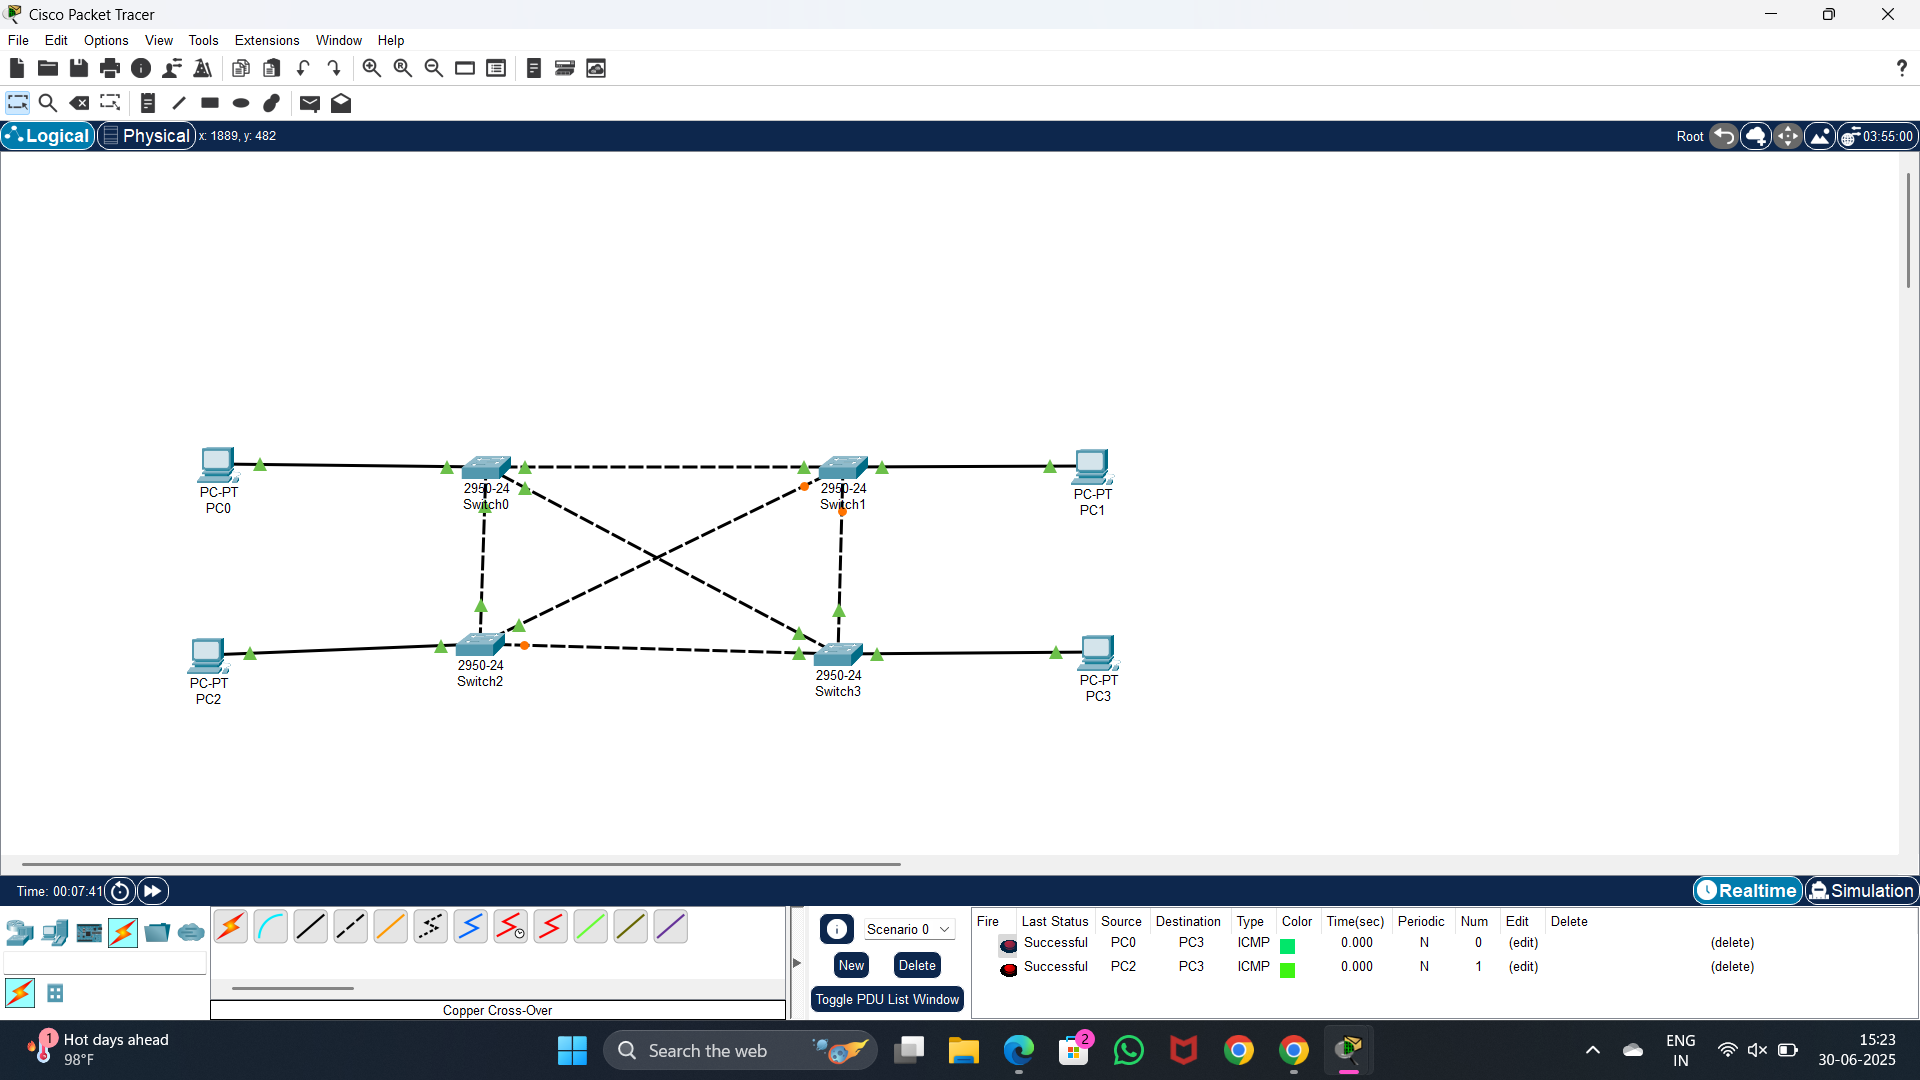 Cisco Packet Tracer
File Edit Options View Tools Extensions Window Help
Logical Physical x: 1889, y: 482 Root 03:55:00
PC-PT
PC0
2950-24
Switch0
2950-24
Switch1
PC-PT
PC1
PC-PT
PC2
2950-24
Switch2
2950-24
Switch3
PC-PT
PC3
Time: 00:07:41 Realtime Simulation
Scenario 0
New Delete
Toggle PDU List Window
Copper Cross-Over
Fire Last Status Source Destination Type Color Time(sec) Periodic Num Edit Delete
Successful PC0 PC3 ICMP 0.000 N 0 (edit) (delete)
Successful PC2 PC3 ICMP 0.000 N 1 (edit) (delete)
1 Hot days ahead
98°F
Search the web
2
ENG
IN
15:23
30-06-2025